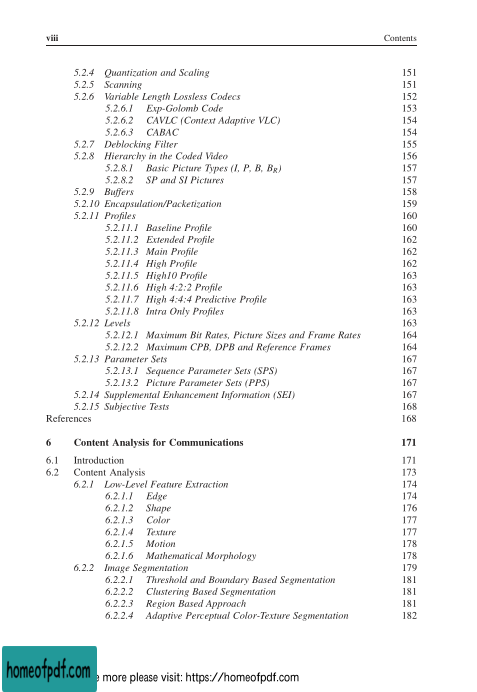 viii Contents
5.2.4 Quantization and Scaling 151
5.2.5 Scanning 151
5.2.6 Variable Length Lossless Codecs 152
5.2.6.1 Exp-Golomb Code 153
5.2.6.2 CAVLC (Context Adaptive VLC) 154
5.2.6.3 CABAC 154
5.2.7 Deblocking Filter 155
5.2.8 Hierarchy in the Coded Video 156
5.2.8.1 Basic Picture Types (I, P, B, BR) 157
5.2.8.2 SP and SI Pictures 157
5.2.9 Buffers 158
5.2.10 Encapsulation/Packetization 159
5.2.11 Profiles 160
5.2.11.1 Baseline Profile 160
5.2.11.2 Extended Profile 162
5.2.11.3 Main Profile 162
5.2.11.4 High Profile 162
5.2.11.5 High10 Profile 163
5.2.11.6 High 4:2:2 Profile 163
5.2.11.7 High 4:4:4 Predictive Profile 163
5.2.11.8 Intra Only Profiles 163
5.2.12 Levels 163
5.2.12.1 Maximum Bit Rates, Picture Sizes and Frame Rates 164
5.2.12.2 Maximum CPB, DPB and Reference Frames 164
5.2.13 Parameter Sets 167
5.2.13.1 Sequence Parameter Sets (SPS) 167
5.2.13.2 Picture Parameter Sets (PPS) 167
5.2.14 Supplemental Enhancement Information (SEI) 167
5.2.15 Subjective Tests 168
References 168
6 Content Analysis for Communications 171
6.1 Introduction 171
6.2 Content Analysis 173
6.2.1 Low-Level Feature Extraction 174
6.2.1.1 Edge 174
6.2.1.2 Shape 176
6.2.1.3 Color 177
6.2.1.4 Texture 177
6.2.1.5 Motion 178
6.2.1.6 Mathematical Morphology 178
6.2.2 Image Segmentation 179
6.2.2.1 Threshold and Boundary Based Segmentation 181
6.2.2.2 Clustering Based Segmentation 181
6.2.2.3 Region Based Approach 181
6.2.2.4 Adaptive Perceptual Color-Texture Segmentation 182
homeofpdf.com
more please visit: https://homeofpdf.com